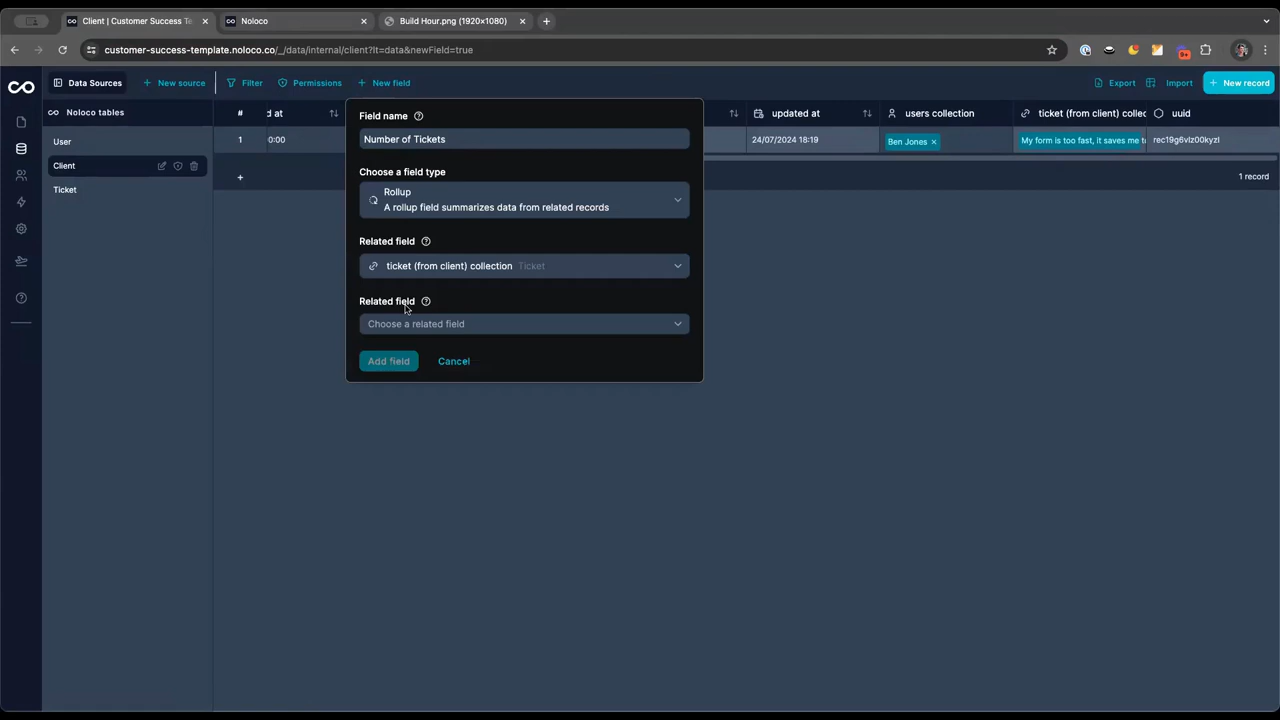 Client | Customer Success Te
Noloco
Build Hour.png (1920×1080)
customer-success-template.noloco.co/_/data/internal/client?lt=data&newField=true
9+
Data Sources
New source
Filter
Permissions
New field
Export
Import
New record
Noloco tables
User
Client
Ticket
#
d at
updated at
users collection
ticket (from client) collec
uuid
1
0:00
24/07/2024 18:19
Ben Jones
My form is too fast, it saves me t
+
1 record
Field name
Number of Tickets
Choose a field type
Rollup
A rollup field summarizes data from related records
Related field
ticket (from client) collection Ticket
Related field
Choose a related field
Add field
Cancel